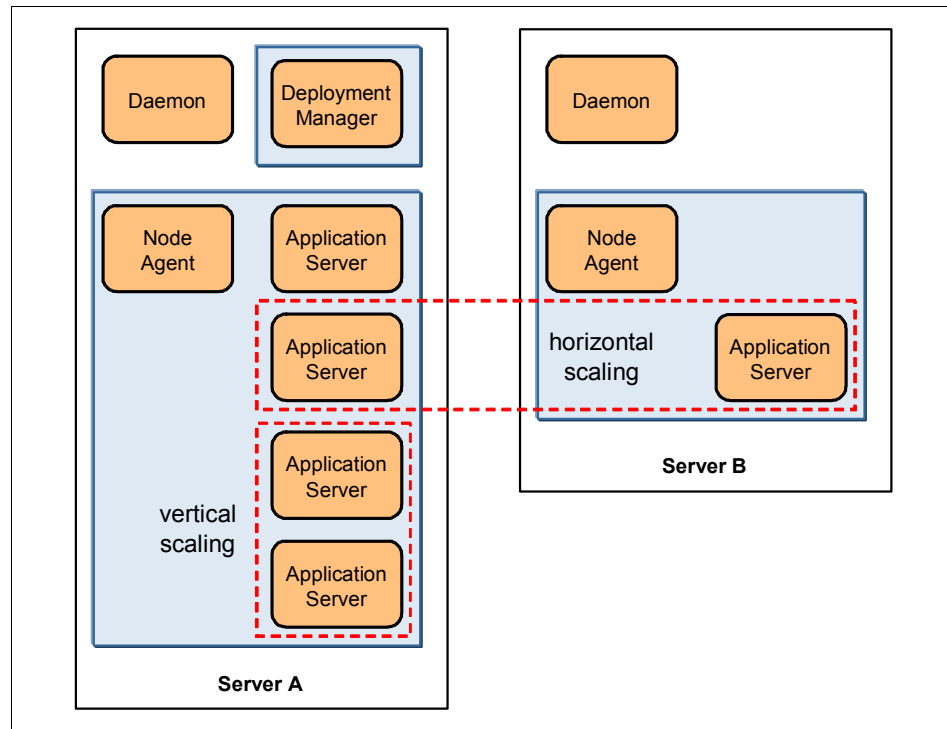 Daemon
Deployment
Manager
Node
Agent
Application
Server
Application
Server
Application
Server
vertical
scaling
Application
Server
Server A
Daemon
Node
Agent
horizontal
scaling
Application
Server
Server B